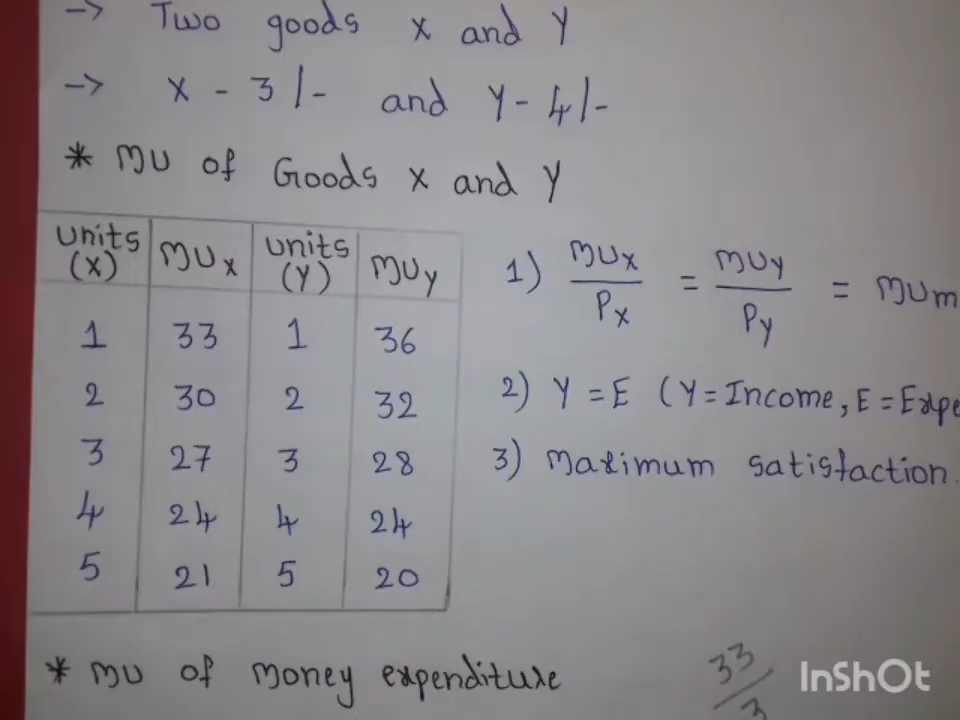 -> Two goods X and Y
-> X - 3/- and Y - 4/-
* MU of Goods X and Y
units (X) MUx units (Y) MUy
1 33 1 36
2 30 2 32
3 27 3 28
4 24 4 24
5 21 5 20
1) MUx/Px = MUy/Py = MUm
2) Y = E (Y = Income, E = Expe
3) Maximum satisfaction.
* MU of Money expenditure
33/3
InShOt